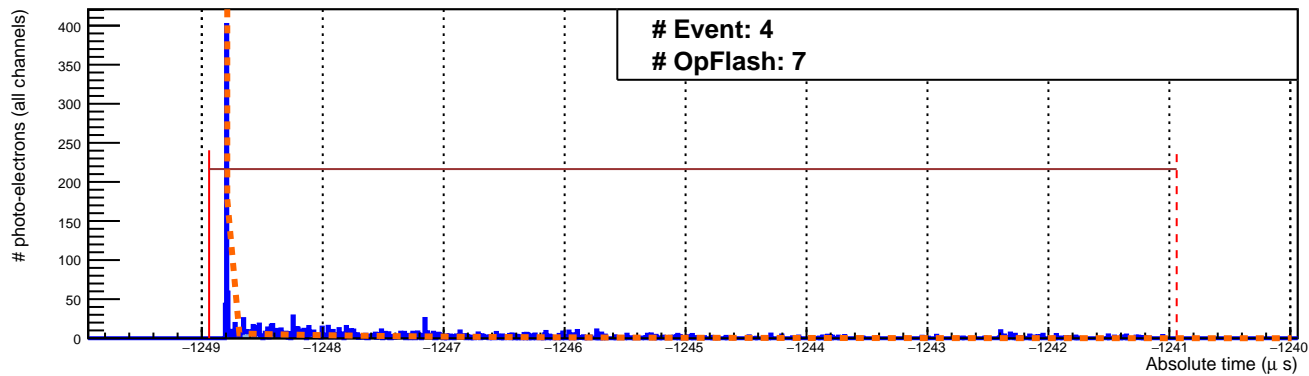 # Event: 4
# OpFlash: 7
# photo-electrons (all channels)
400
350
300
250
200
150
100
50
0
−1249 −1248 −1247 −1246 −1245 −1244 −1243 −1242 −1241 −1240
Absolute time (μ s)